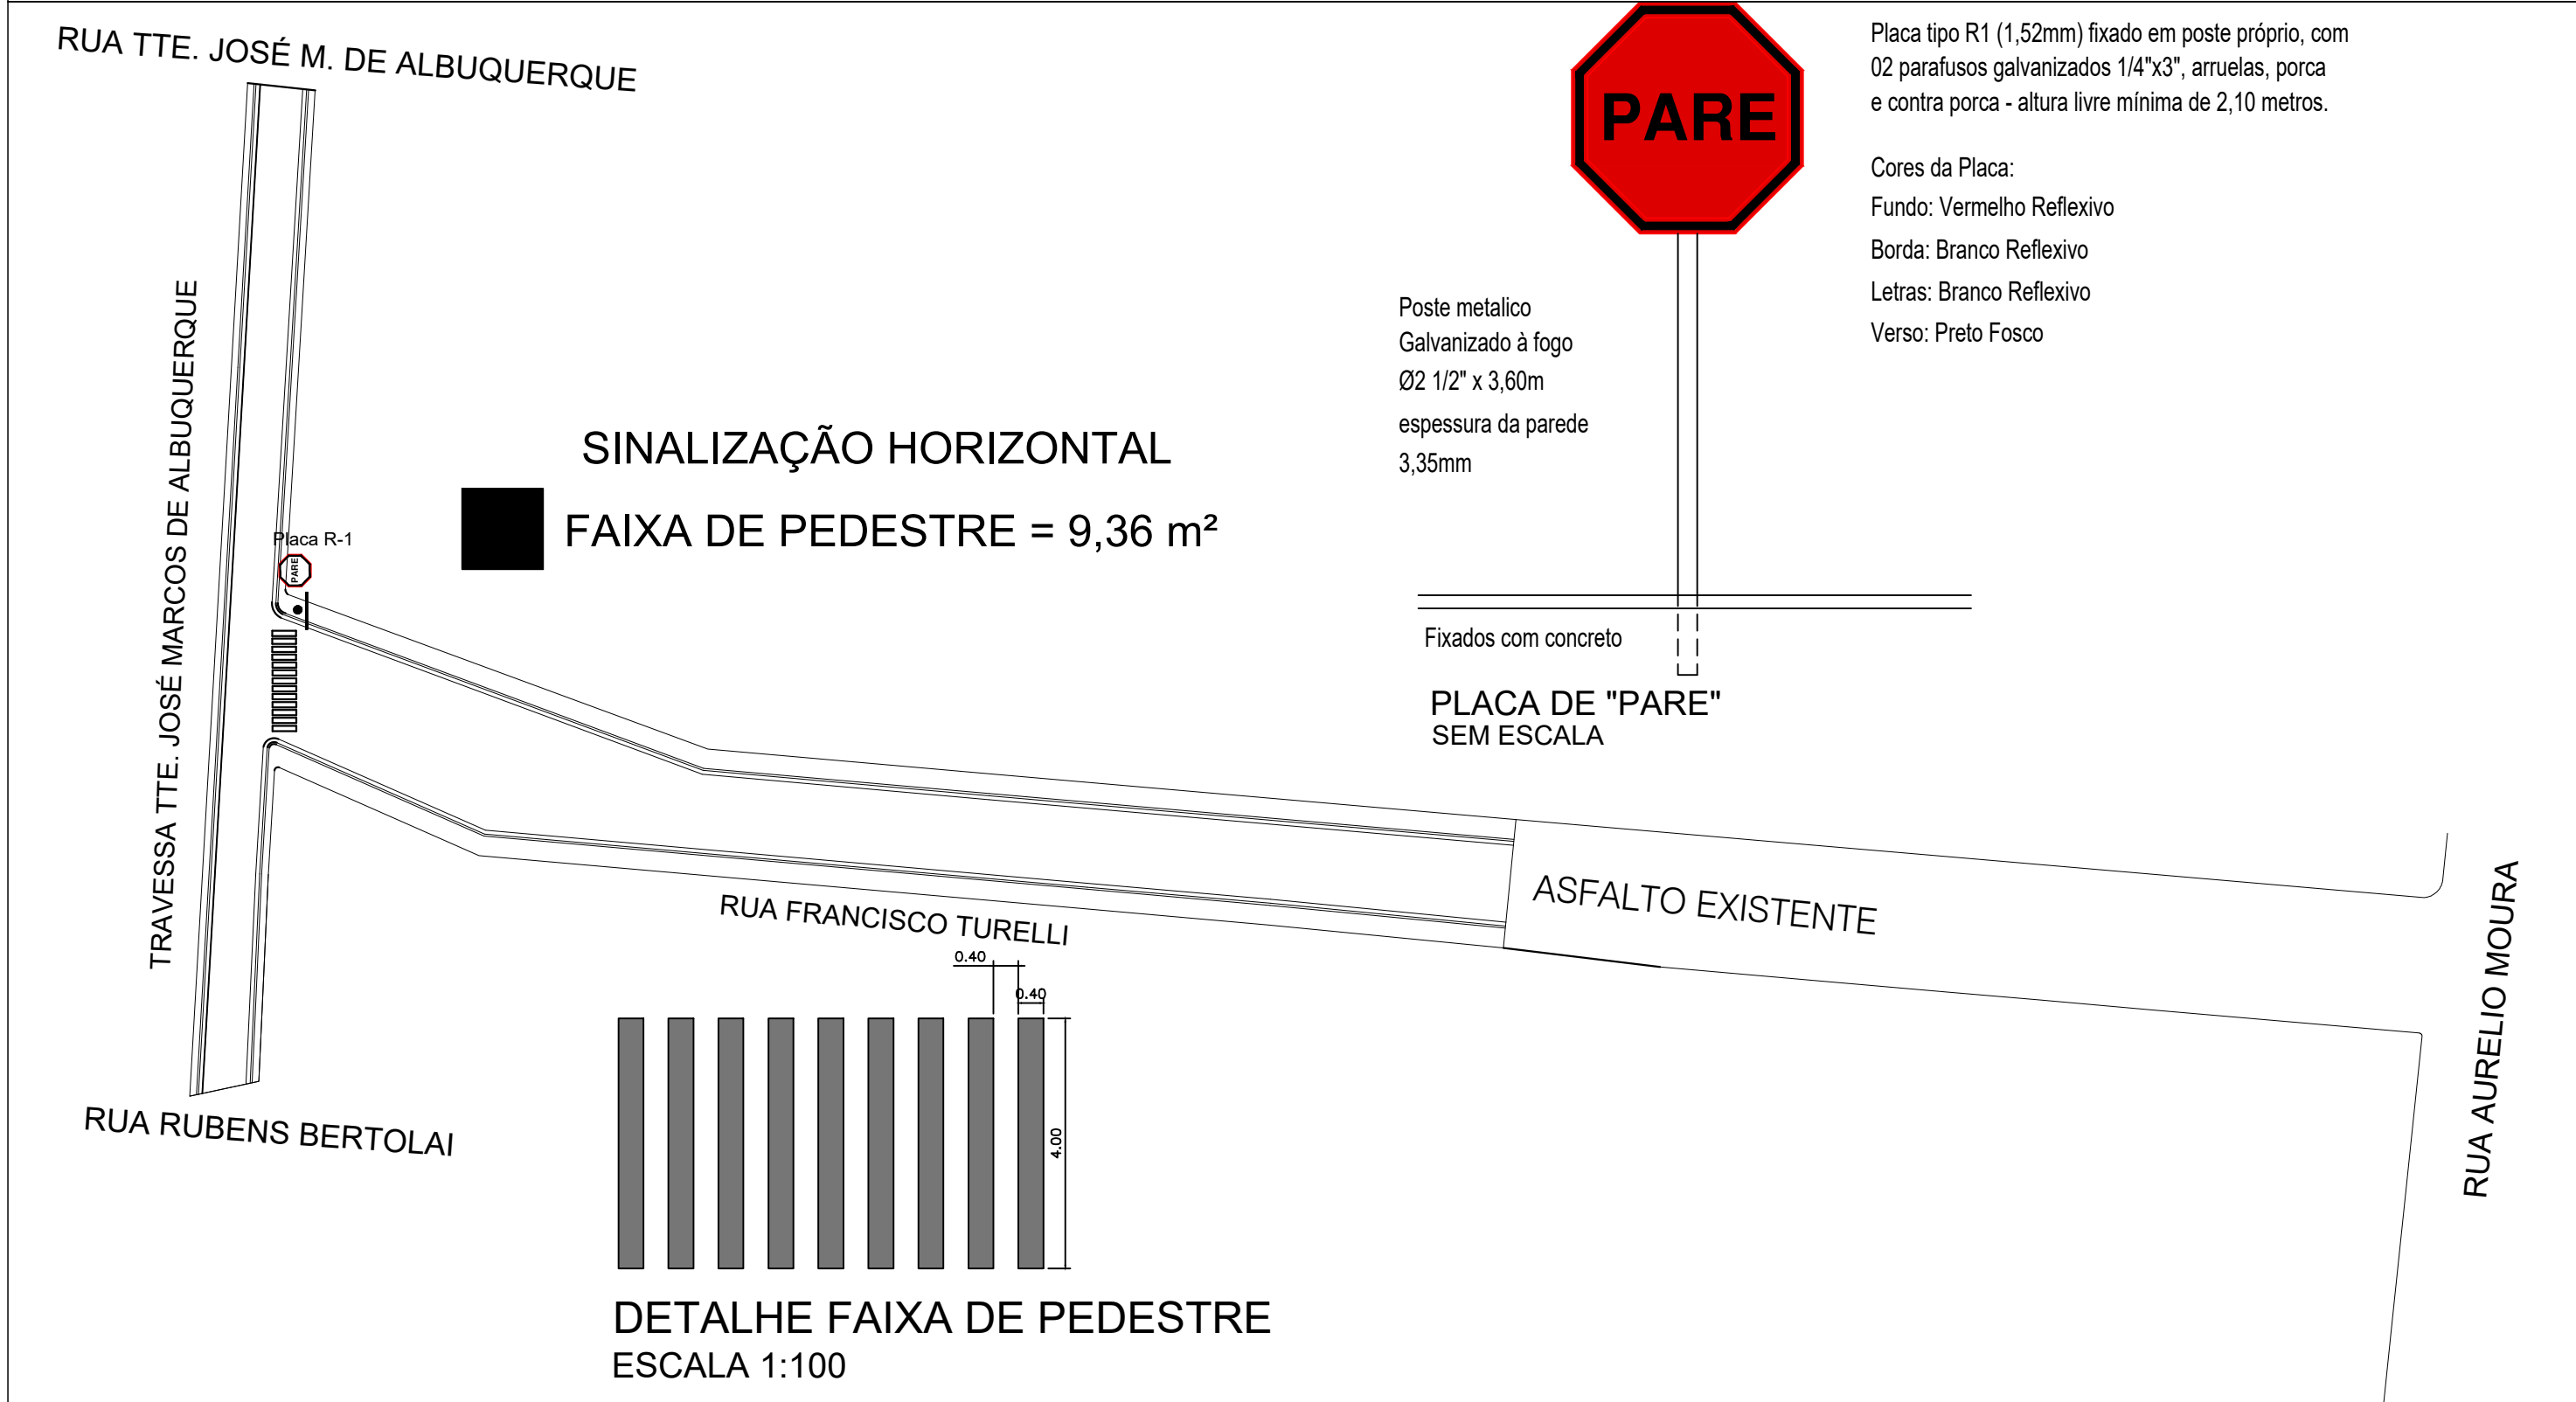 RUA TTE. JOSÉ M. DE ALBUQUERQUE
TRAVESSA TTE. JOSÉ MARCOS DE ALBUQUERQUE
Placa R-1
PARE
SINALIZAÇÃO HORIZONTAL
FAIXA DE PEDESTRE = 9,36 m²
PARE
Placa tipo R1 (1,52mm) fixado em poste próprio, com
02 parafusos galvanizados 1/4"x3", arruelas, porca
e contra porca - altura livre mínima de 2,10 metros.
Cores da Placa:
Fundo: Vermelho Reflexivo
Borda: Branco Reflexivo
Letras: Branco Reflexivo
Verso: Preto Fosco
Poste metalico
Galvanizado à fogo
Ø2 1/2" x 3,60m
espessura da parede
3,35mm
Fixados com concreto
PLACA DE "PARE"
SEM ESCALA
ASFALTO EXISTENTE
RUA FRANCISCO TURELLI
RUA AURELIO MOURA
RUA RUBENS BERTOLAI
0.40
0.40
4.00
DETALHE FAIXA DE PEDESTRE
ESCALA 1:100